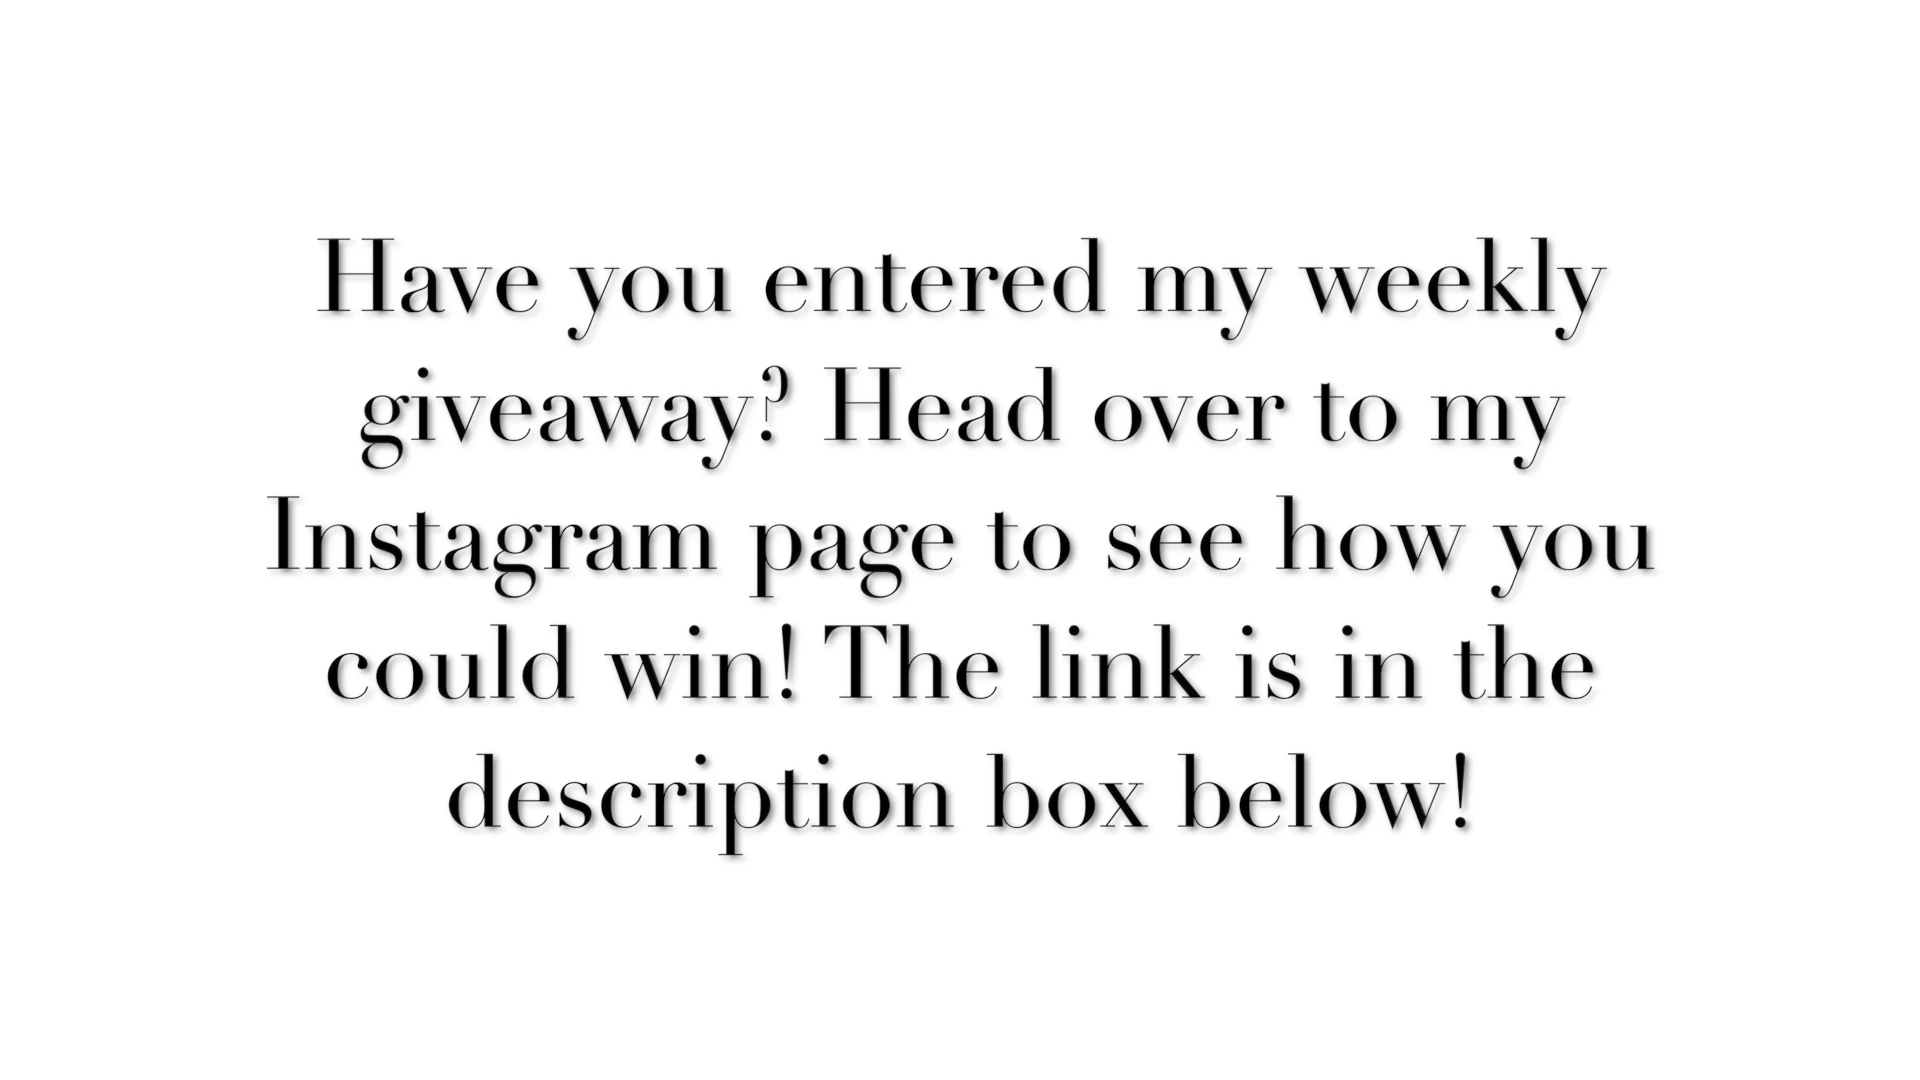 Have you entered my weekly
giveaway? Head over to my
Instagram page to see how you
could win! The link is in the
description box below!